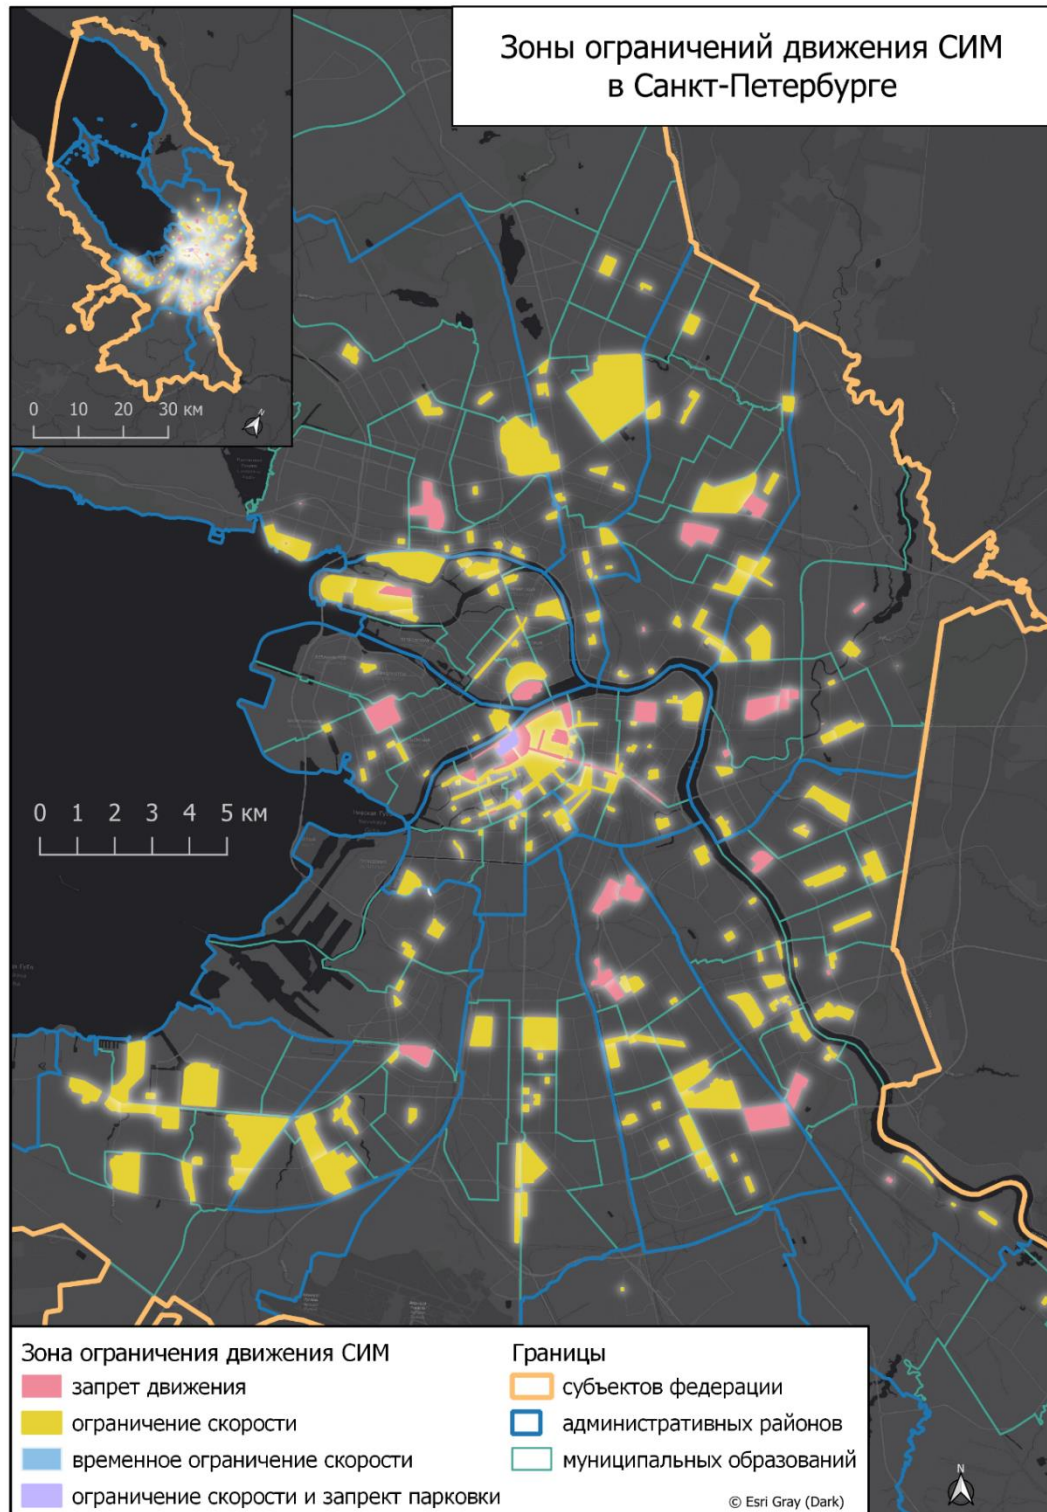 Зоны ограничений движения СИМ
в Санкт-Петербурге
0 10 20 30 км
N
0 1 2 3 4 5 км
Невская Губа
Зона ограничения движения СИМ
запрет движения
ограничение скорости
временное ограничение скорости
ограничение скорости и запрект парковки
Границы
субъектов федерации
административных районов
муниципальных образований
N
© Esri Gray (Dark)